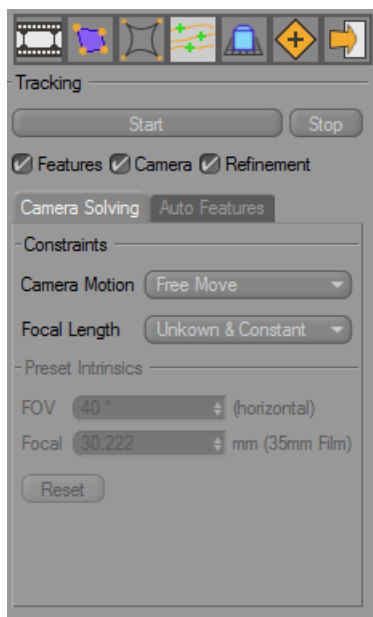 Tracking
Start Stop
Features Camera Refinement
Camera Solving Auto Features
Constraints
Camera Motion Free Move
Focal Length Unkown & Constant
Preset Intrinsics
FOV 40 ° (horizontal)
Focal 30.222 mm (35mm Film)
Reset